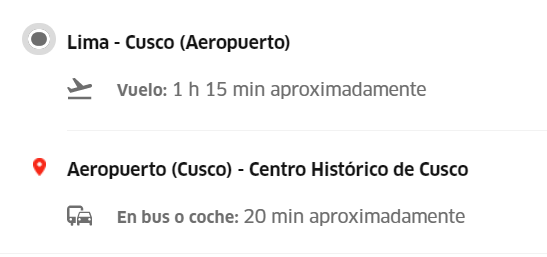 Lima - Cusco (Aeropuerto)
Vuelo: 1 h 15 min aproximadamente
Aeropuerto (Cusco) - Centro Histórico de Cusco
En bus o coche: 20 min aproximadamente